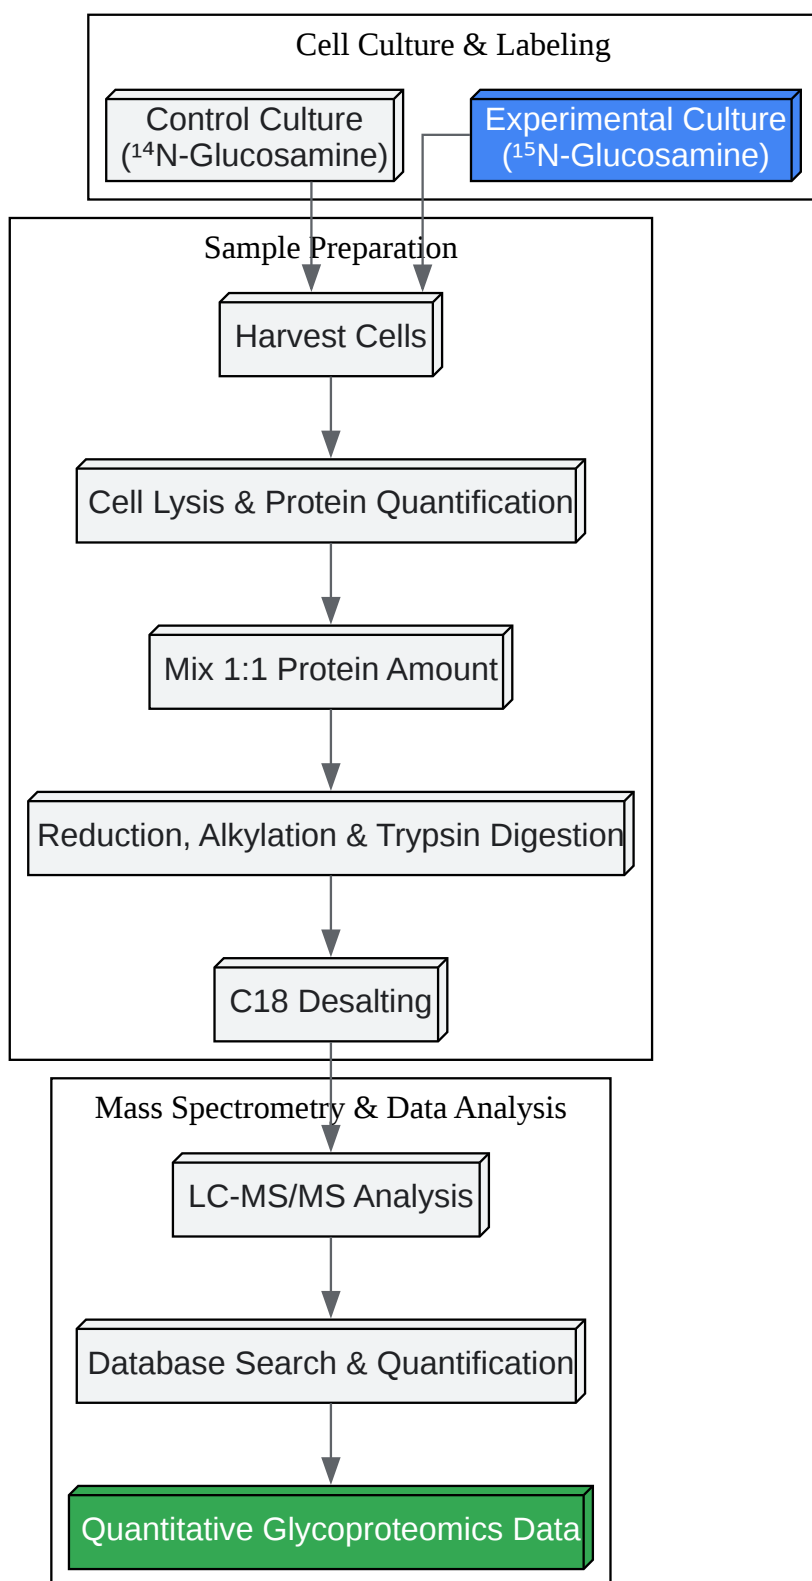 Cell Culture & Labeling
Control Culture
(¹⁴N-Glucosamine)
Experimental Culture
(¹⁵N-Glucosamine)
Sample Preparation
Harvest Cells
Cell Lysis & Protein Quantification
Mix 1:1 Protein Amount
Reduction, Alkylation & Trypsin Digestion
C18 Desalting
Mass Spectrometry & Data Analysis
LC-MS/MS Analysis
Database Search & Quantification
Quantitative Glycoproteomics Data